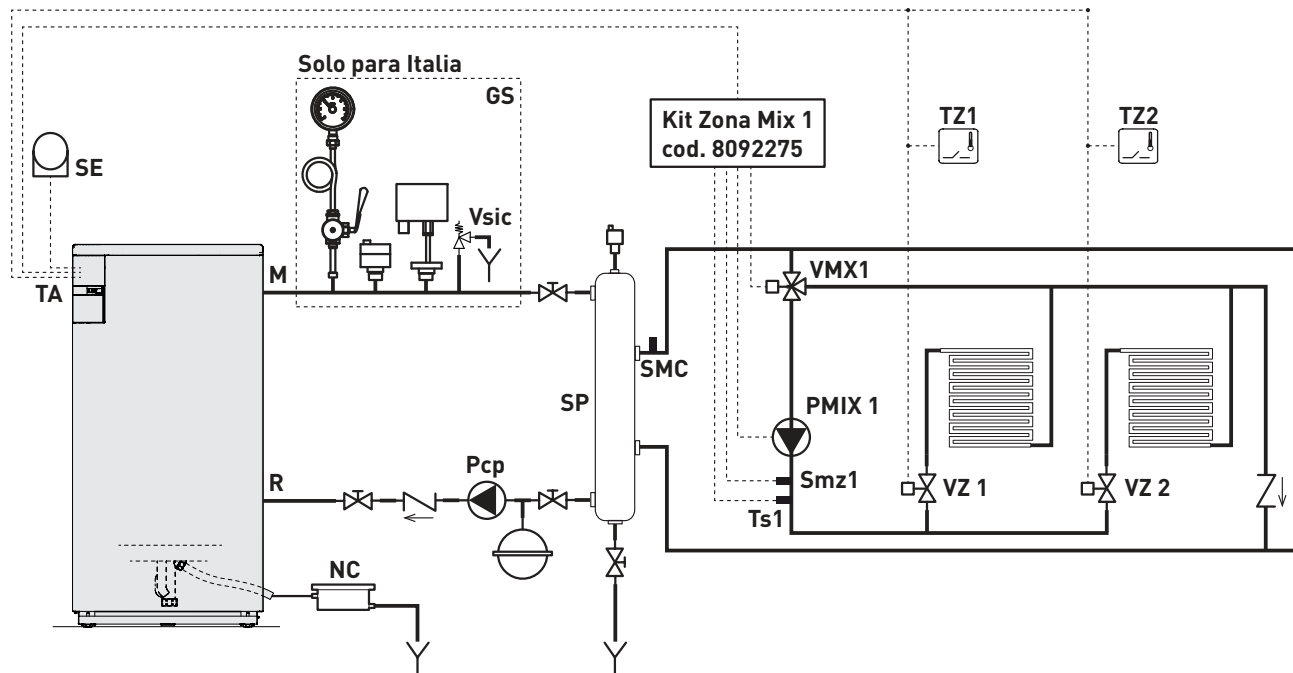 Solo para Italia
GS
Kit Zona Mix 1
cod. 8092275
TZ1
TZ2
SE
Vsic
M
VMX1
TA
SMC
SP
PMIX 1
Pcp
R
Smz1
VZ 1
VZ 2
Ts1
NC